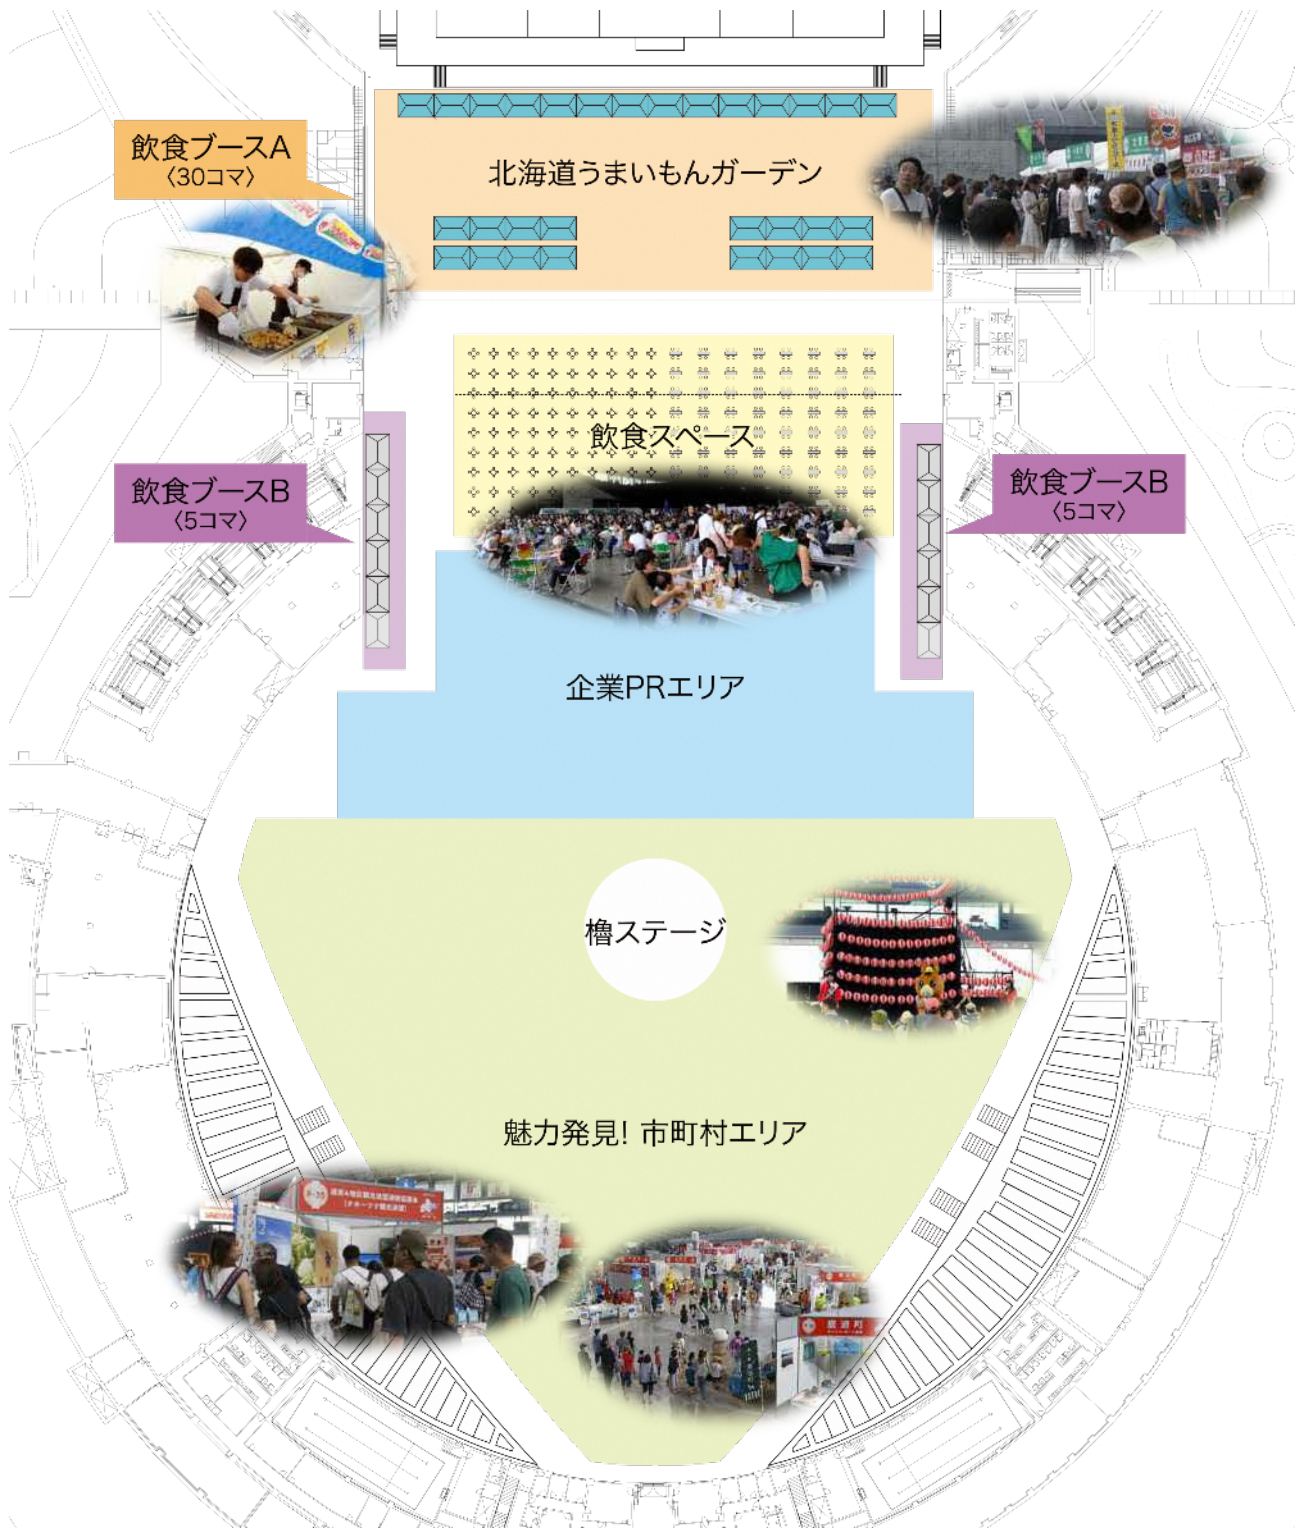 飲食ブースA
〈30コマ〉
北海道うまいもんガーデン
飲食スペース
飲食ブースB
〈5コマ〉
飲食ブースB
〈5コマ〉
企業PRエリア
櫓ステージ
魅力発見! 市町村エリア